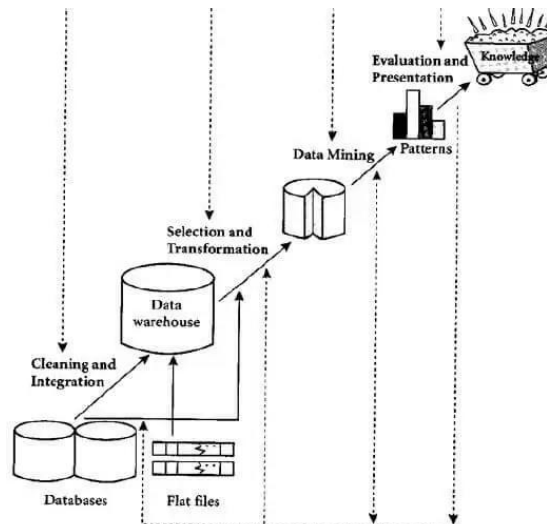 Evaluation and
Presentation
Knowledge
Data Mining
Patterns
Selection and
Transformation
Data
warehouse
Cleaning and
Integration
Databases
Flat files